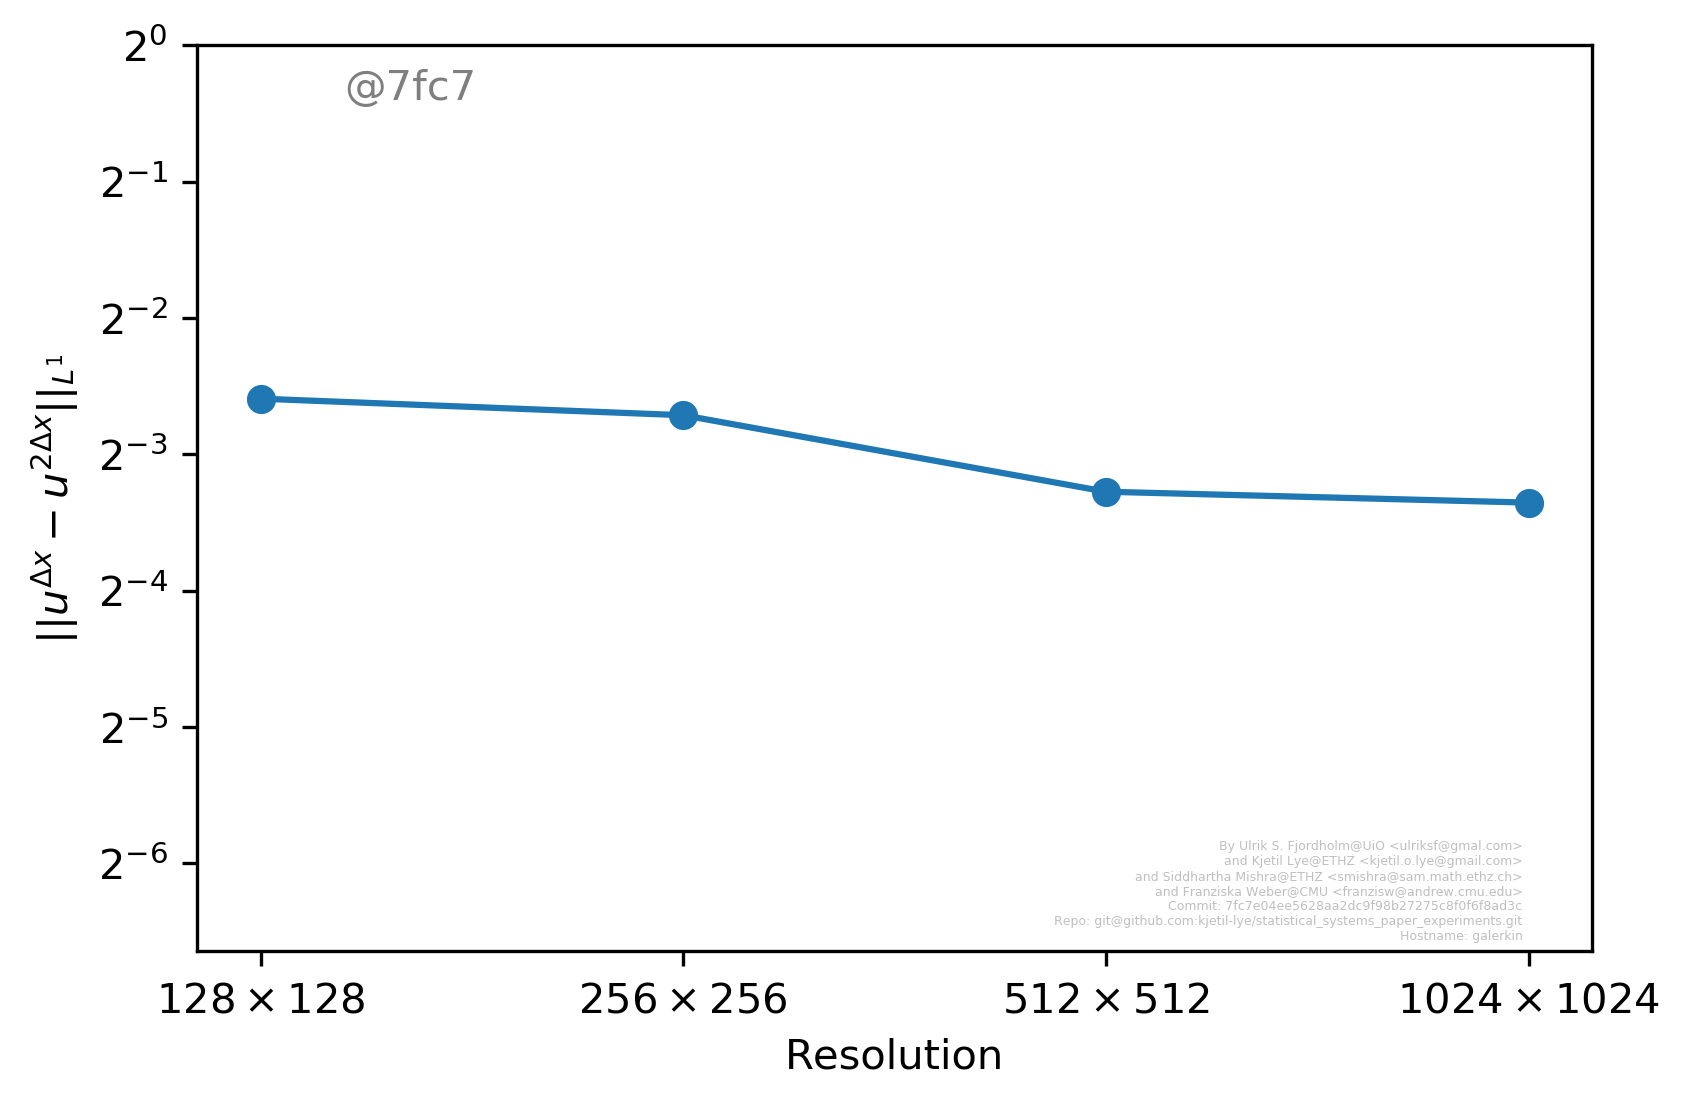 2^0
@7fc7
2^{-1}
2^{-2}
2^{-3}
2^{-4}
2^{-5}
2^{-6}
||u^{Δx} − u^{2Δx}||_{L^1}
By Ulrik S. Fjordholm@UiO <ulriksf@gmal.com>
and Kjetil Lye@ETHZ <kjetil.o.lye@gmail.com>
and Siddhartha Mishra@ETHZ <smishra@sam.math.ethz.ch>
and Franziska Weber@CMU <franzisw@andrew.cmu.edu>
Commit: 7fc7e04ee5628aa2dc9f98b27275c8f0f6f8ad3c
Repo: git@github.com:kjetil-lye/statistical_systems_paper_experiments.git
Hostname: galerkin
128 × 128 256 × 256 512 × 512 1024 × 1024
Resolution